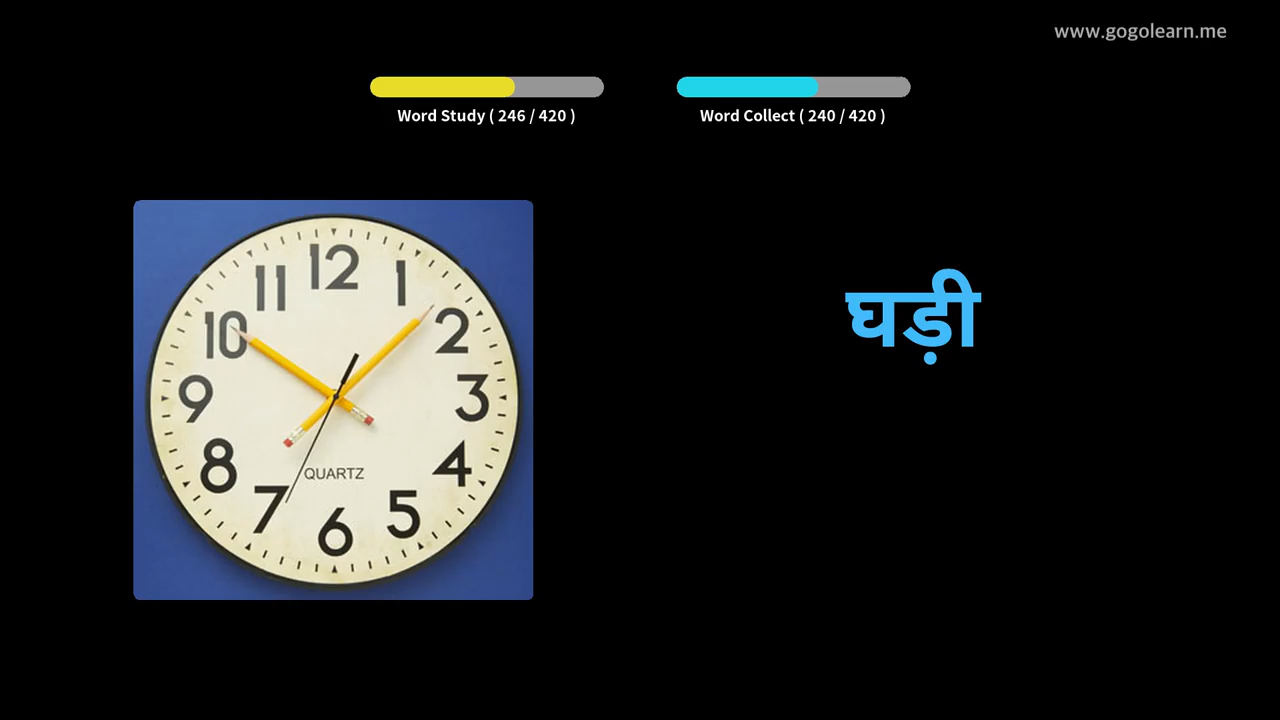 www.gogolearn.me
Word Study ( 246 / 420 )
Word Collect ( 240 / 420 )
घड़ी
12
11
1
10
2
9
3
8
4
QUARTZ
7
5
6